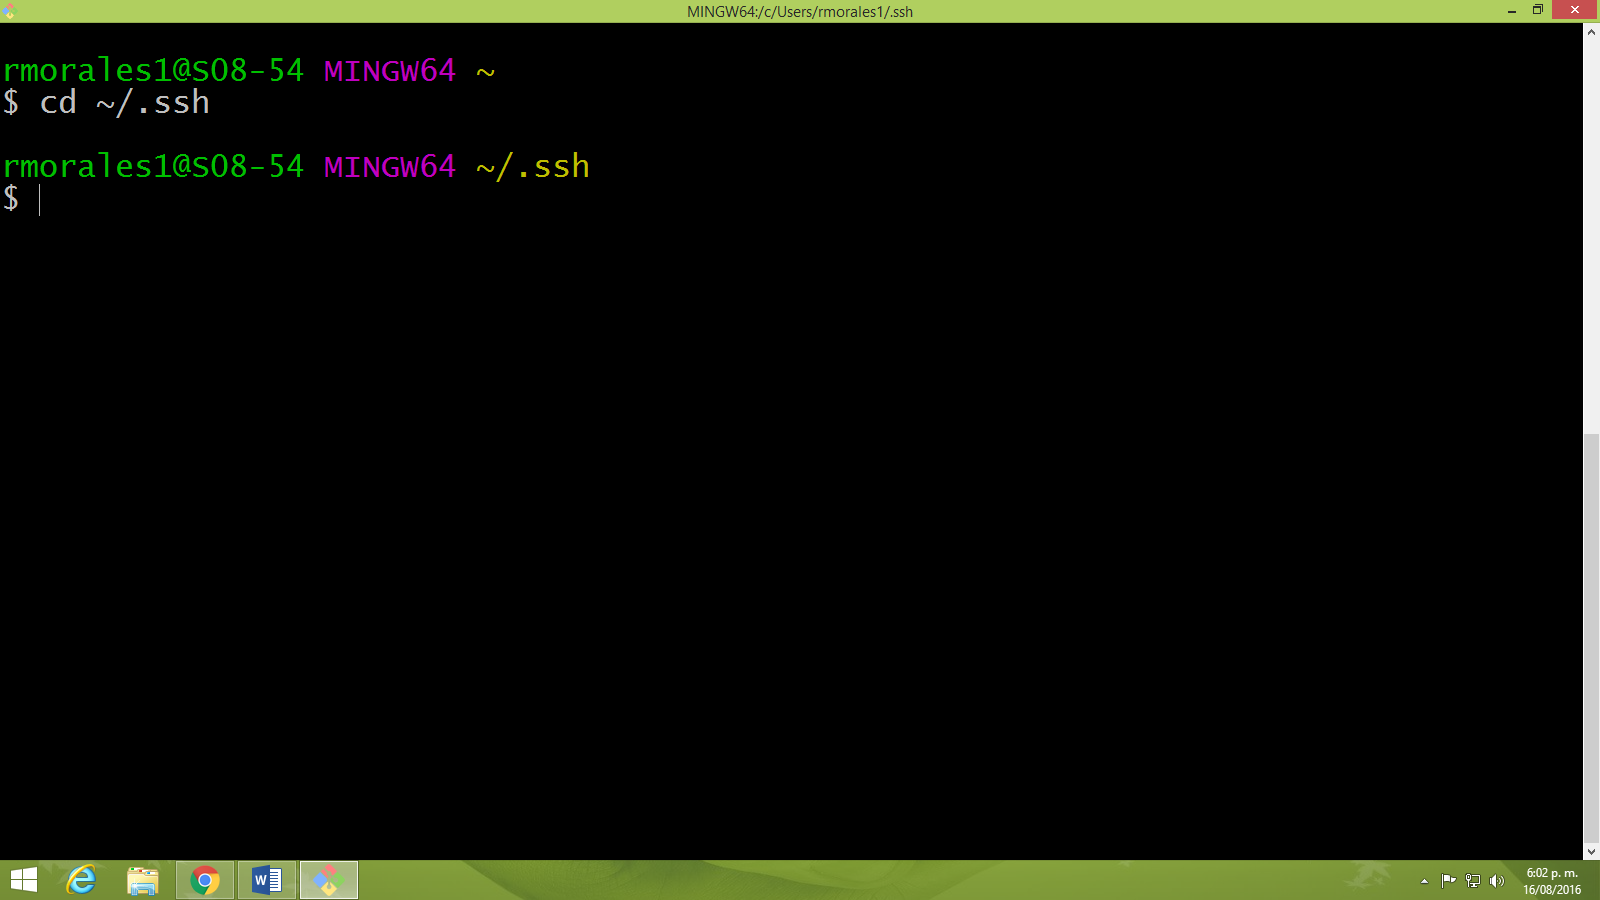 MINGW64:/c/Users/rmorales1/.ssh
rmorales1@S08-54 MINGW64 ~
$ cd ~/.ssh
rmorales1@S08-54 MINGW64 ~/.ssh
$
6:02 p. m.
16/08/2016